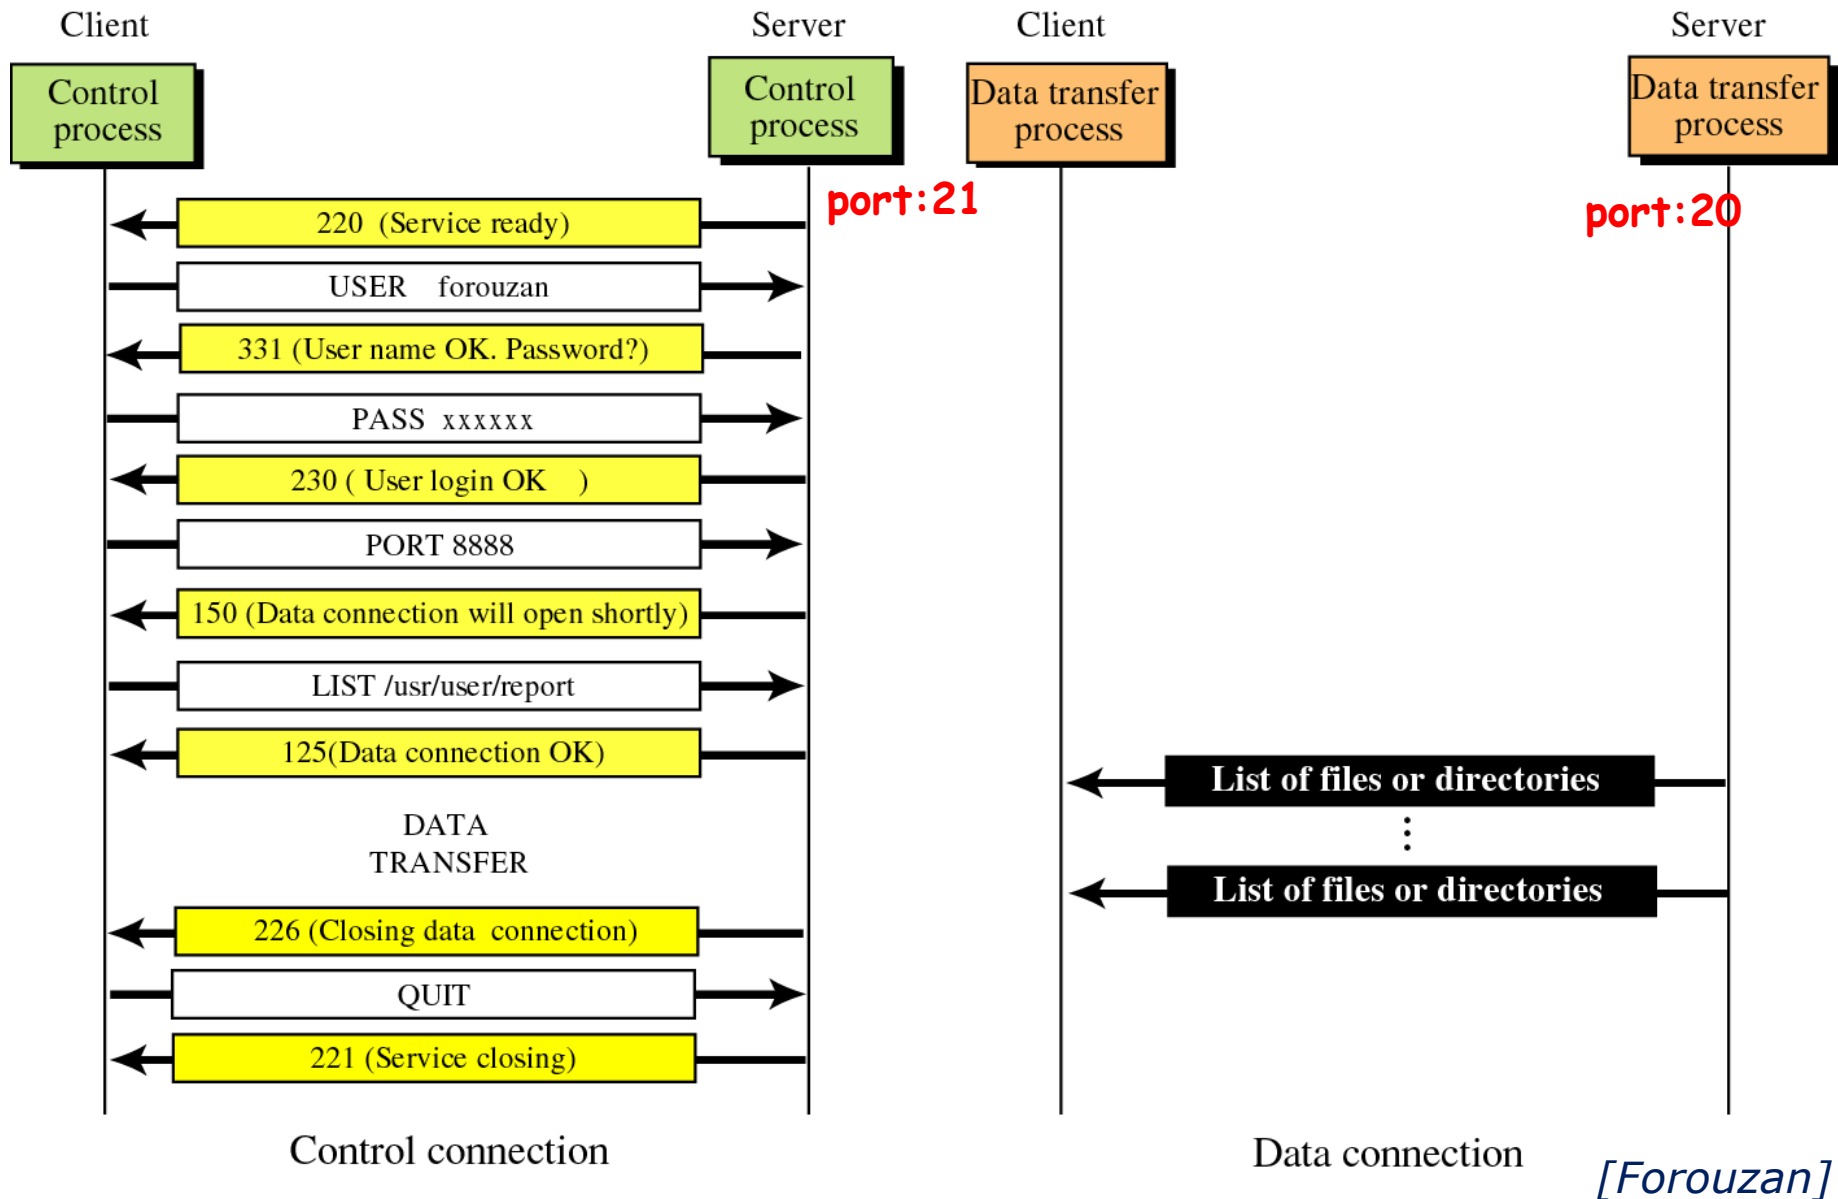 Client
Server
Client
Server
Control
process
Control
process
Data transfer
process
Data transfer
process
port:21
port:20
220 (Service ready)
USER forouzan
331 (User name OK. Password?)
PASS xxxxxx
230 ( User login OK )
PORT 8888
150 (Data connection will open shortly)
LIST /usr/user/report
125(Data connection OK)
List of files or directories
DATA
TRANSFER
List of files or directories
226 (Closing data connection)
QUIT
221 (Service closing)
Control connection
Data connection
[Forouzan]